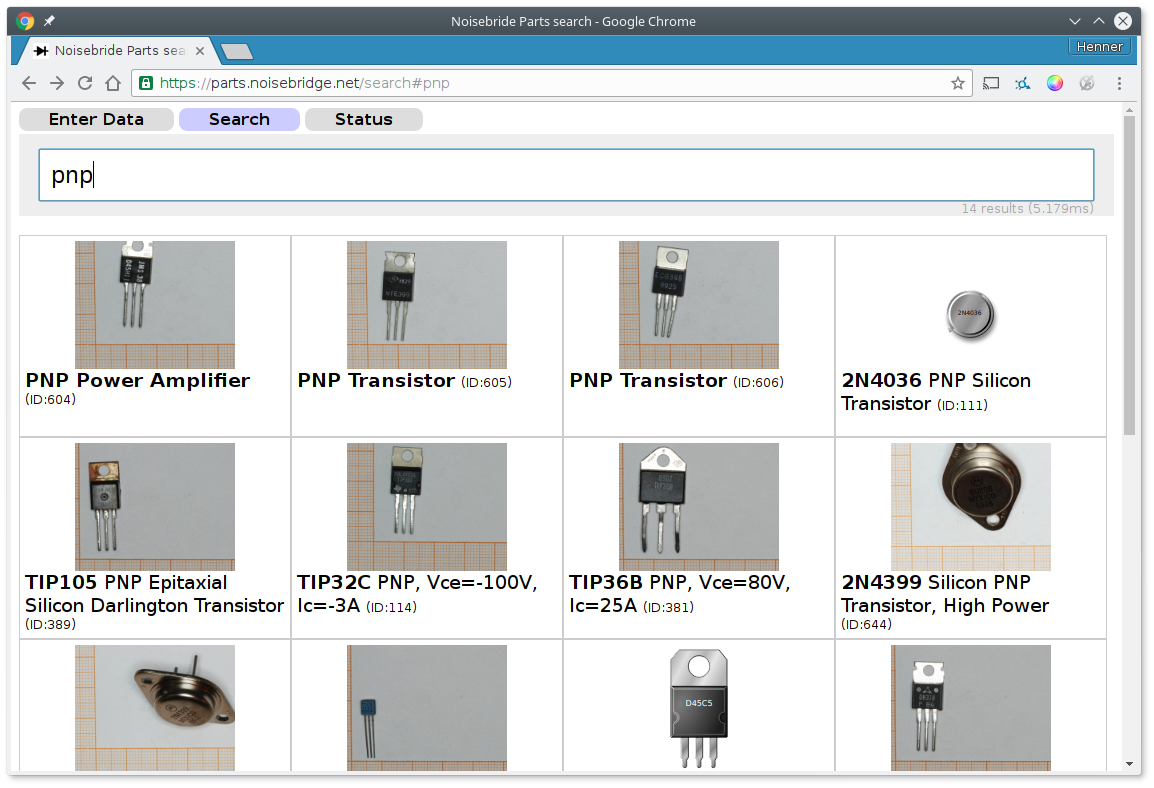 Noisebride Parts search - Google Chrome
Noisebride Parts sea
Henner
https://parts.noisebridge.net/search#pnp
Enter Data
Search
Status
pnp
14 results (5.179ms)
PNP Power Amplifier
(ID:604)
PNP Transistor (ID:605)
PNP Transistor (ID:606)
2N4036
2N4036 PNP Silicon
Transistor (ID:111)
TIP105 PNP Epitaxial
Silicon Darlington Transistor
(ID:389)
TIP32C PNP, Vce=-100V,
Ic=-3A (ID:114)
TIP36B PNP, Vce=80V,
Ic=25A (ID:381)
2N4399 Silicon PNP
Transistor, High Power
(ID:644)
D45C5